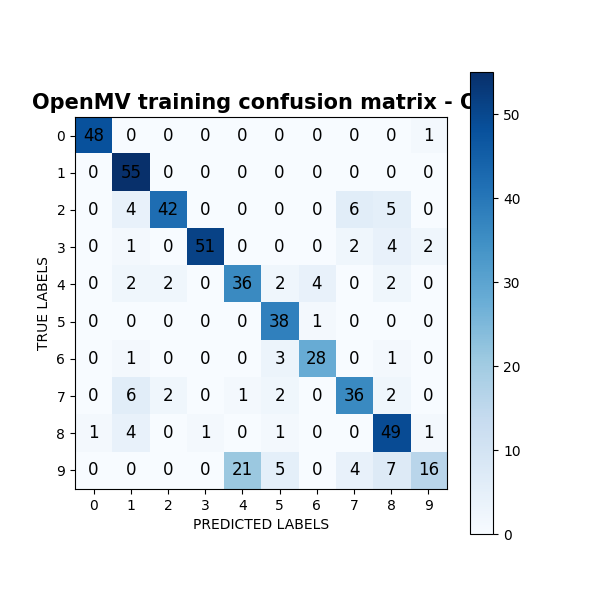 OpenMV training confusion matrix -
0 48 0 0 0 0 0 0 0 0 1
1 0 55 0 0 0 0 0 0 0 0
2 0 4 42 0 0 0 0 6 5 0
3 0 1 0 51 0 0 0 2 4 2
4 0 2 2 0 36 2 4 0 2 0
5 0 0 0 0 0 38 1 0 0 0
6 0 1 0 0 0 3 28 0 1 0
7 0 6 2 0 1 2 0 36 2 0
8 1 4 0 1 0 1 0 0 49 1
9 0 0 0 0 21 5 0 4 7 16
0 1 2 3 4 5 6 7 8 9
TRUE LABELS
PREDICTED LABELS
50
40
30
20
10
0